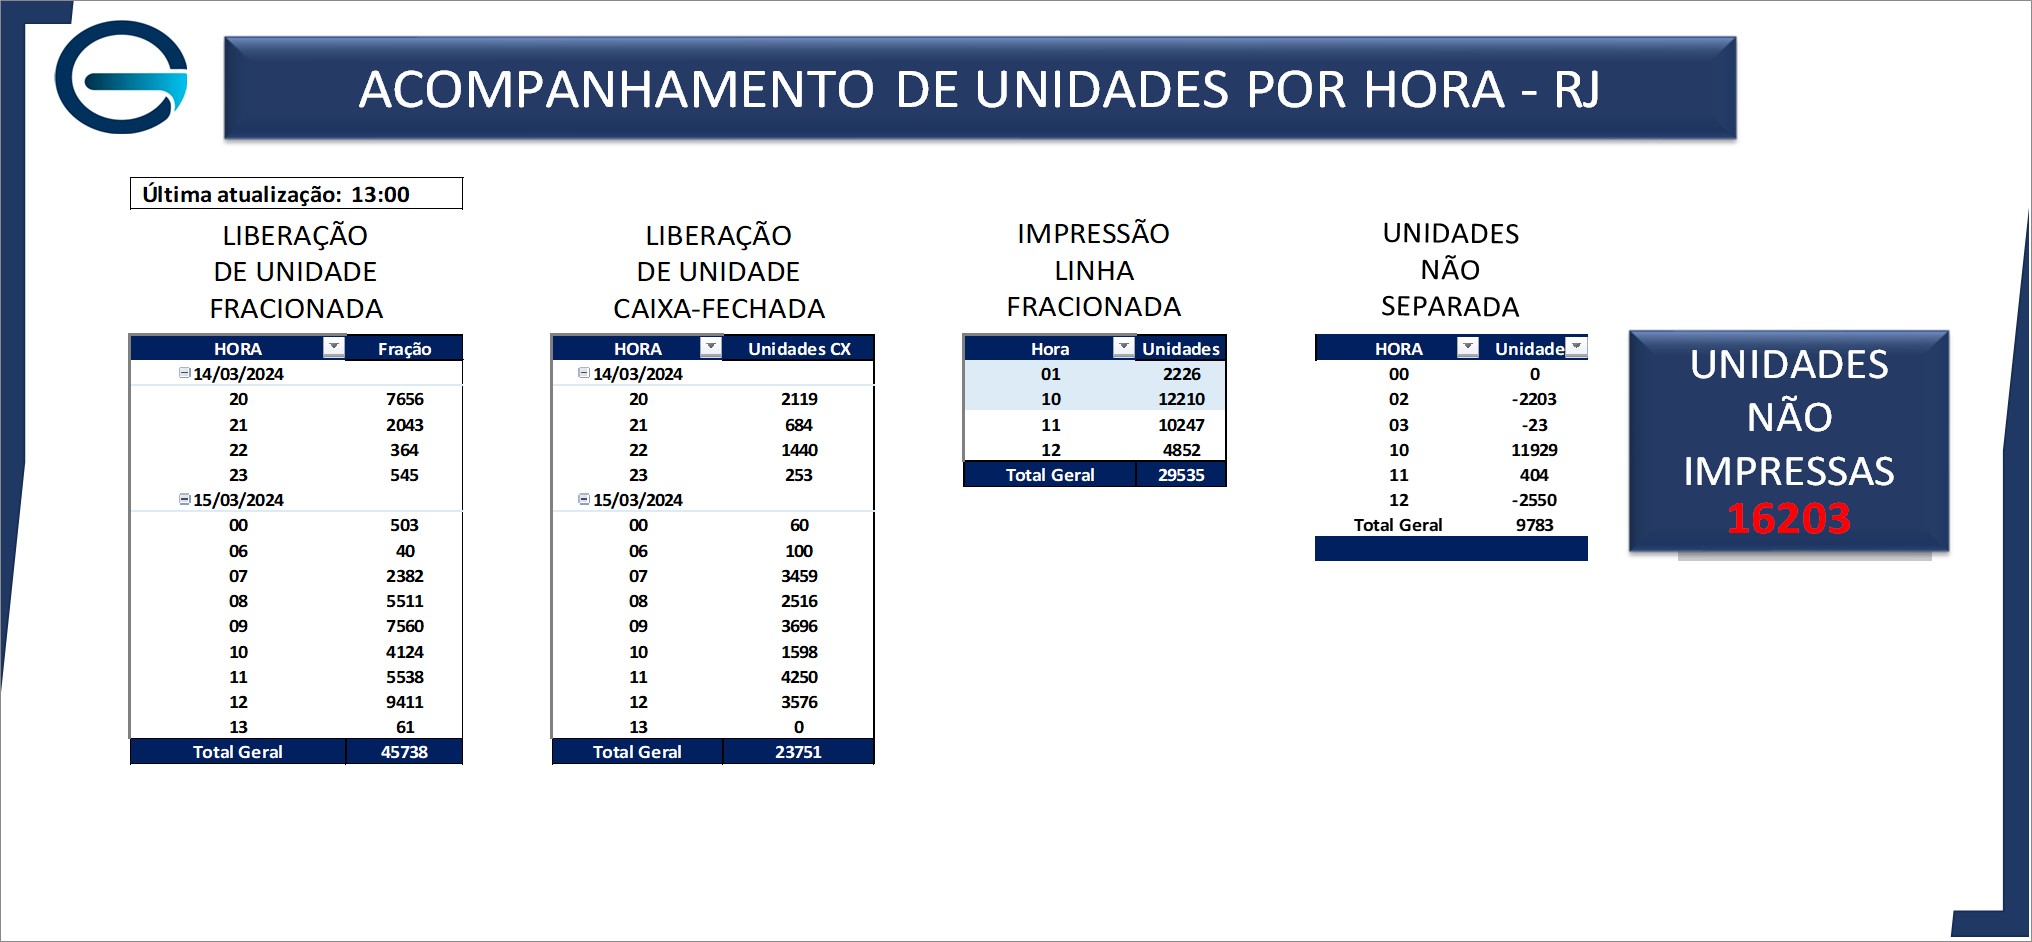 ACOMPANHAMENTO DE UNIDADES POR HORA - RJ
Última atualização: 13:00
LIBERAÇÃO
DE UNIDADE
FRACIONADA
HORA Fração
14/03/2024
20 7656
21 2043
22 364
23 545
15/03/2024
00 503
06 40
07 2382
08 5511
09 7560
10 4124
11 5538
12 9411
13 61
Total Geral 45738
LIBERAÇÃO
DE UNIDADE
CAIXA-FECHADA
HORA Unidades CX
14/03/2024
20 2119
21 684
22 1440
23 253
15/03/2024
00 60
06 100
07 3459
08 2516
09 3696
10 1598
11 4250
12 3576
13 0
Total Geral 23751
IMPRESSÃO
LINHA
FRACIONADA
Hora Unidades
01 2226
10 12210
11 10247
12 4852
Total Geral 29535
UNIDADES
NÃO
SEPARADA
HORA Unidade
00 0
02 -2203
03 -23
10 11929
11 404
12 -2550
Total Geral 9783
UNIDADES
NÃO
IMPRESSAS
16203